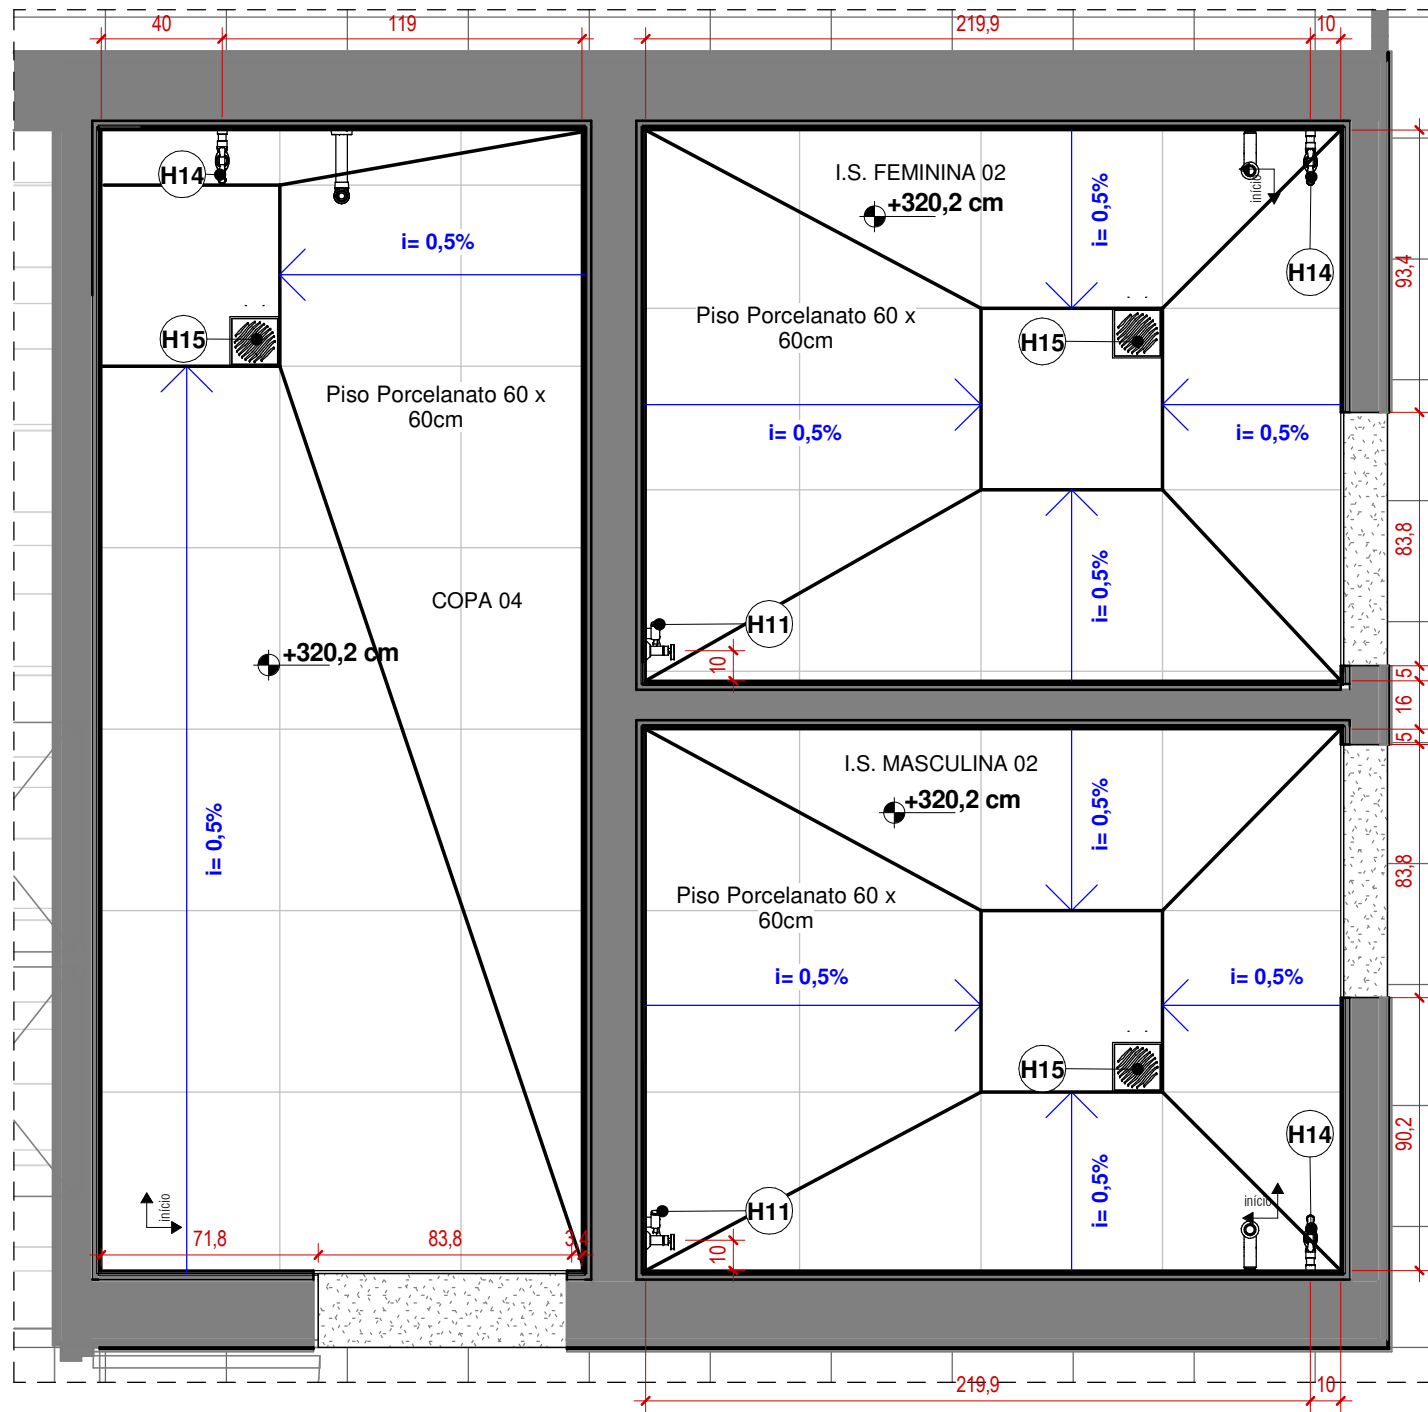 40
119
219,9
10
H14
I.S. FEMININA 02
+320,2 cm
i= 0,5%
início
H14
93,4
i= 0,5%
H15
Piso Porcelanato 60 x
60cm
H15
Piso Porcelanato 60 x
60cm
i= 0,5%
i= 0,5%
83,8
COPA 04
i= 0,5%
H11
+320,2 cm
10
5
16
5
I.S. MASCULINA 02
+320,2 cm
i= 0,5%
i= 0,5%
83,8
Piso Porcelanato 60 x
60cm
i= 0,5%
i= 0,5%
H15
H14
90,2
i= 0,5%
início
H11
início
71,8
83,8
10
219,9
10